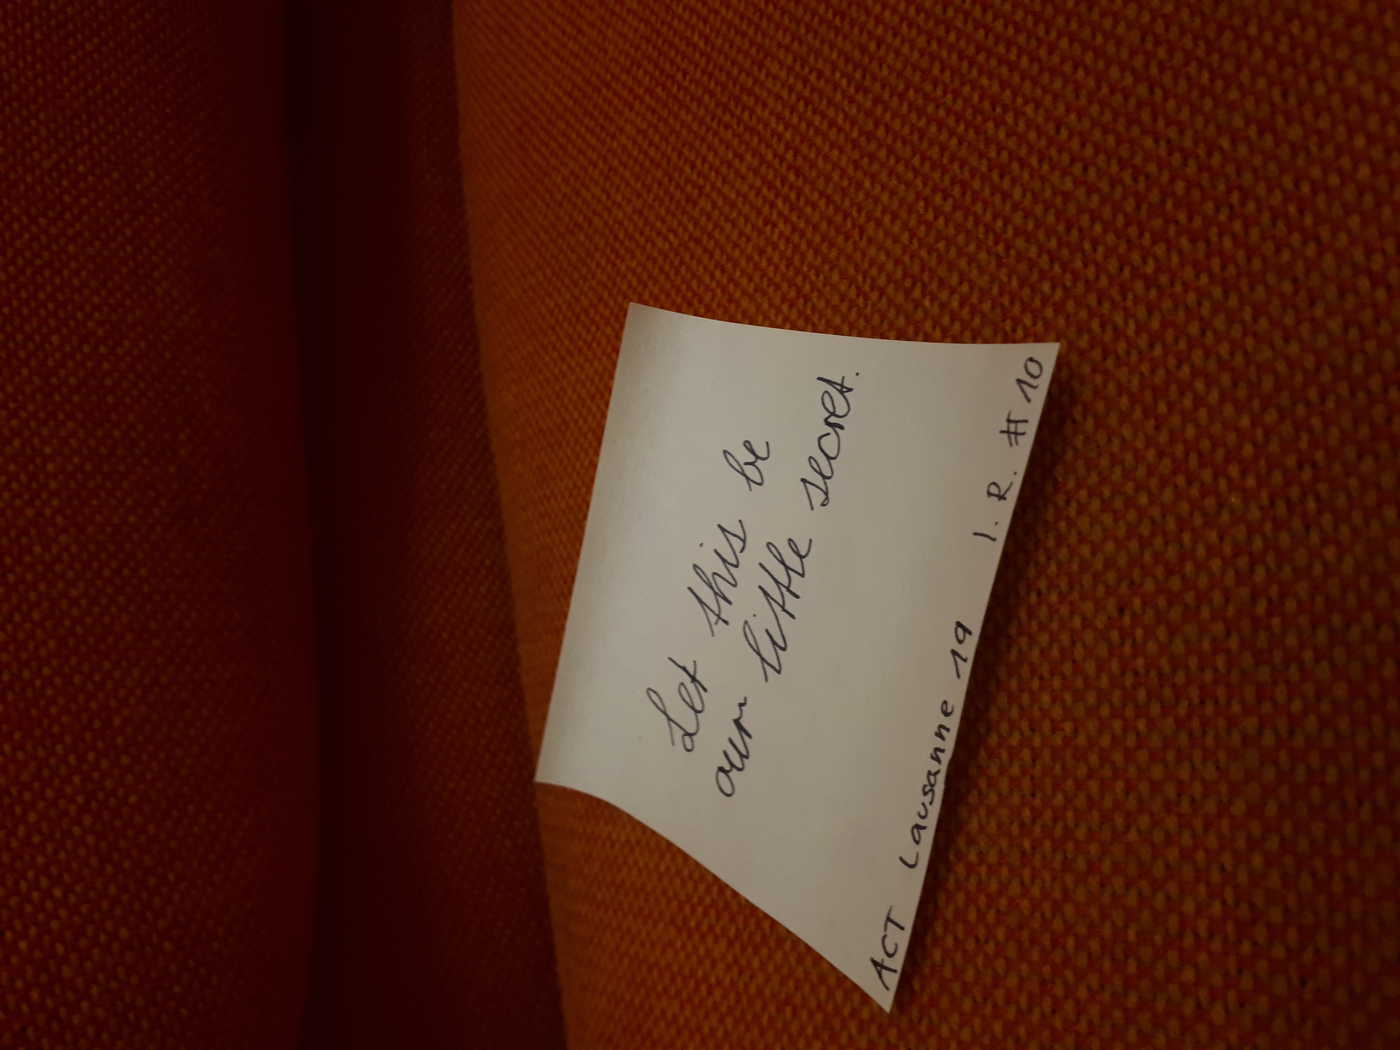 Let this be
our little secret.
ACT Lausanne 19 I.R. #10